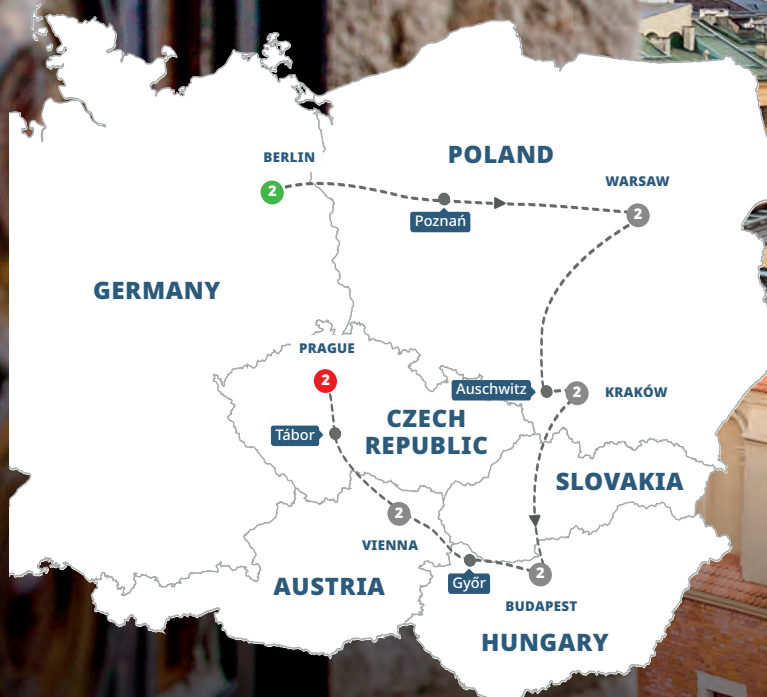 BERLIN
2
POLAND
WARSAW
2
Poznań
GERMANY
PRAGUE
2
Auschwitz
2
KRAKÓW
CZECH
REPUBLIC
Tábor
SLOVAKIA
2
VIENNA
Győr
2
AUSTRIA
BUDAPEST
HUNGARY